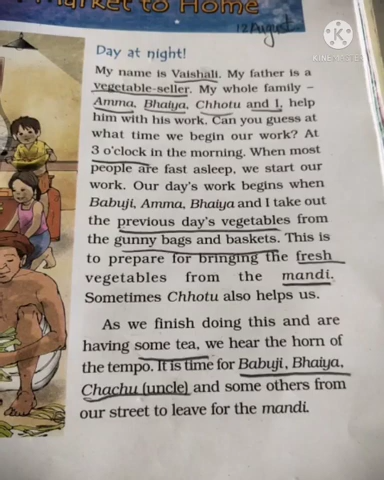 Market to Home
12 August
KINEMASTER
Day at night!
My name is Vaishali. My father is a
vegetable-seller. My whole family –
Amma, Bhaiya, Chhotu and I, help
him with his work. Can you guess at
what time we begin our work? At
3 o'clock in the morning. When most
people are fast asleep, we start our
work. Our day's work begins when
Babuji, Amma, Bhaiya and I take out
the previous day's vegetables from
the gunny bags and baskets. This is
to prepare for bringing the fresh
vegetables from the mandi.
Sometimes Chhotu also helps us.
As we finish doing this and are
having some tea, we hear the horn of
the tempo. It is time for Babuji, Bhaiya,
Chachu (uncle) and some others from
our street to leave for the mandi.